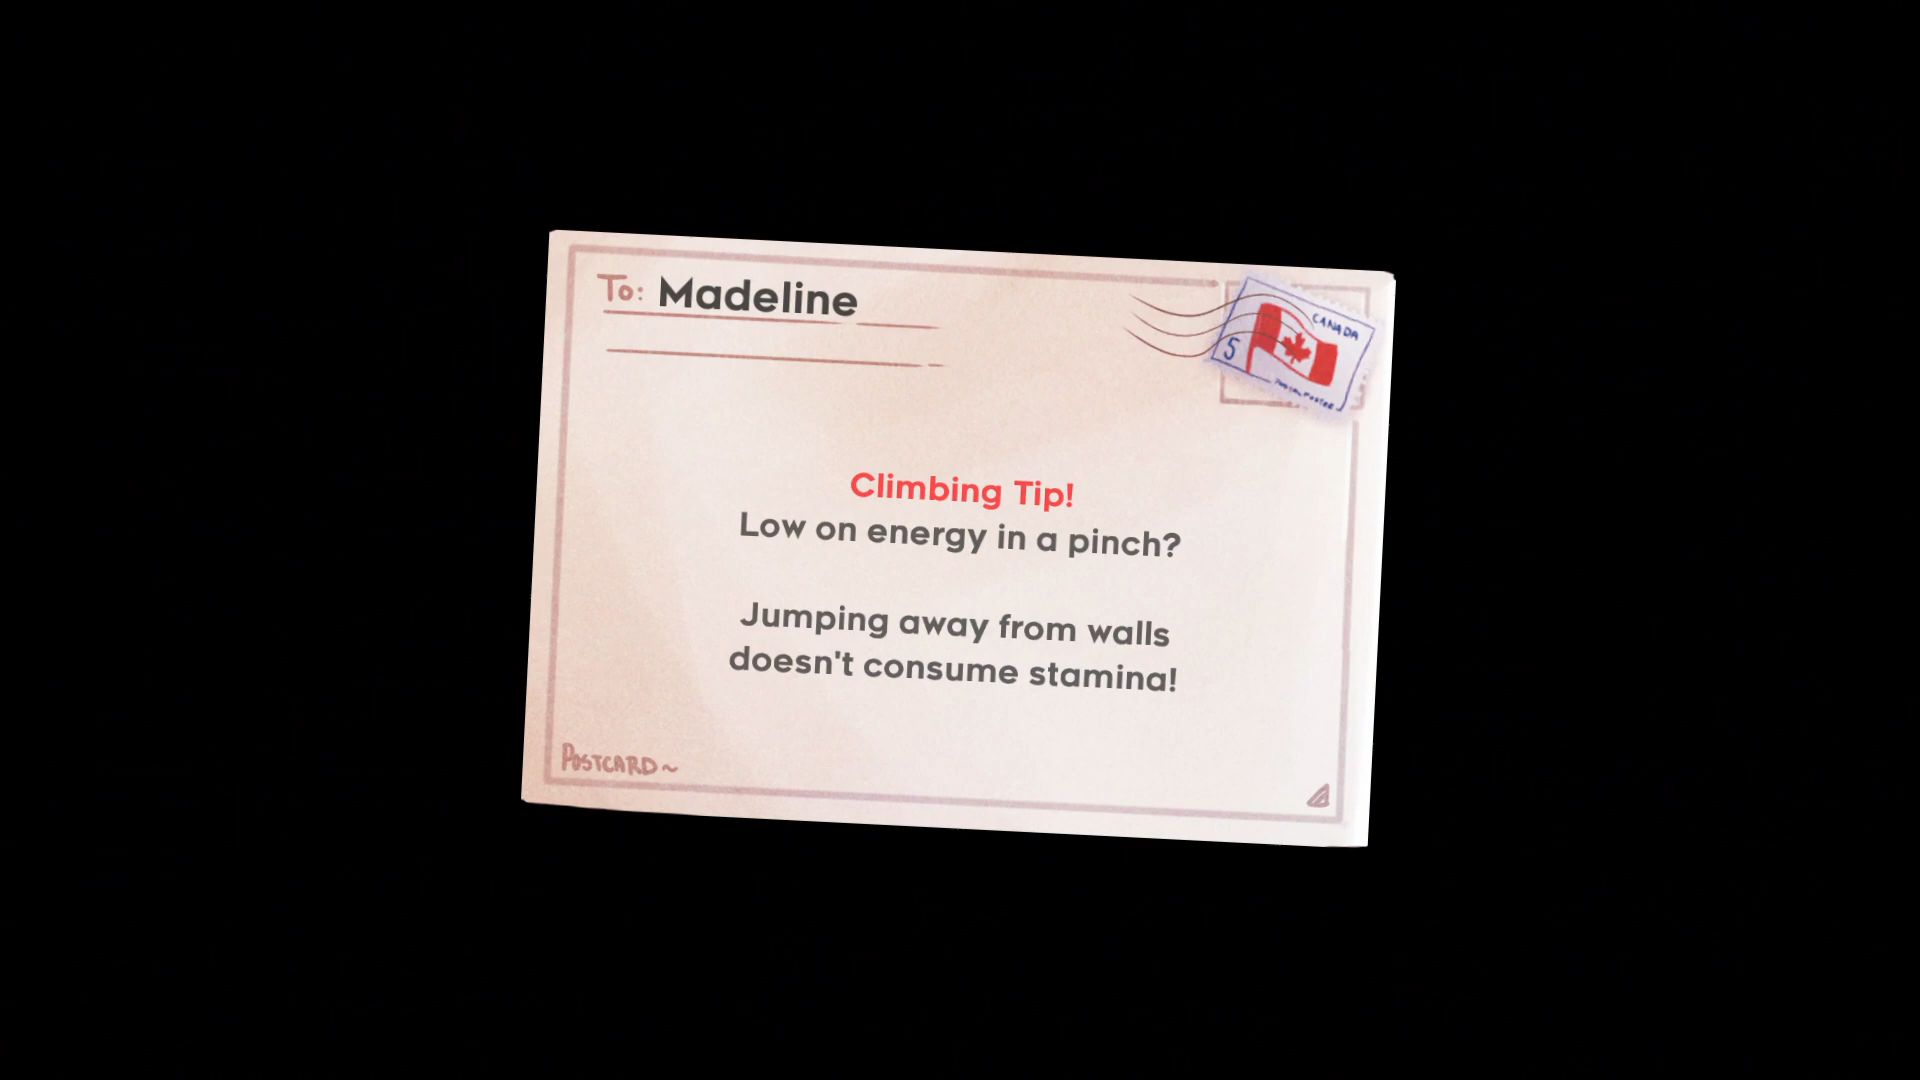 To: Madeline
CANADA
5
Climbing Tip!
Low on energy in a pinch?
Jumping away from walls
doesn't consume stamina!
POSTCARD~